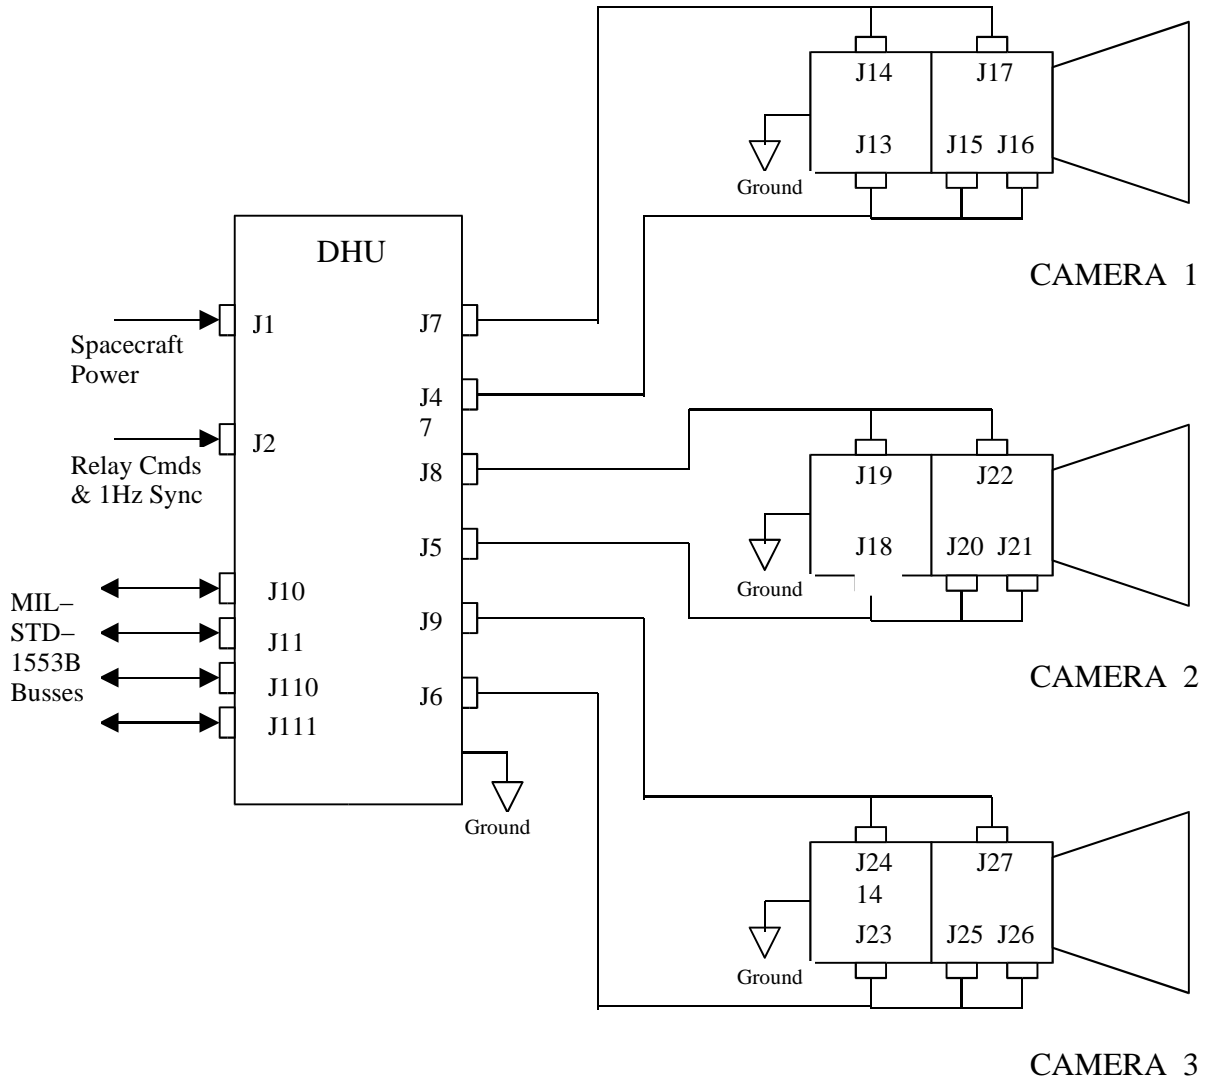 J14
J17
J13
J15
J16
Ground
CAMERA 1
DHU
J1
Spacecraft
Power
J7
J4
7
J2
Relay Cmds
& 1Hz Sync
J8
J5
J19
J22
J18
J20
J21
Ground
CAMERA 2
MIL–
STD–
1553B
Busses
J10
J11
J110
J111
J9
J6
Ground
J24
14
J27
J23
J25
J26
Ground
CAMERA 3